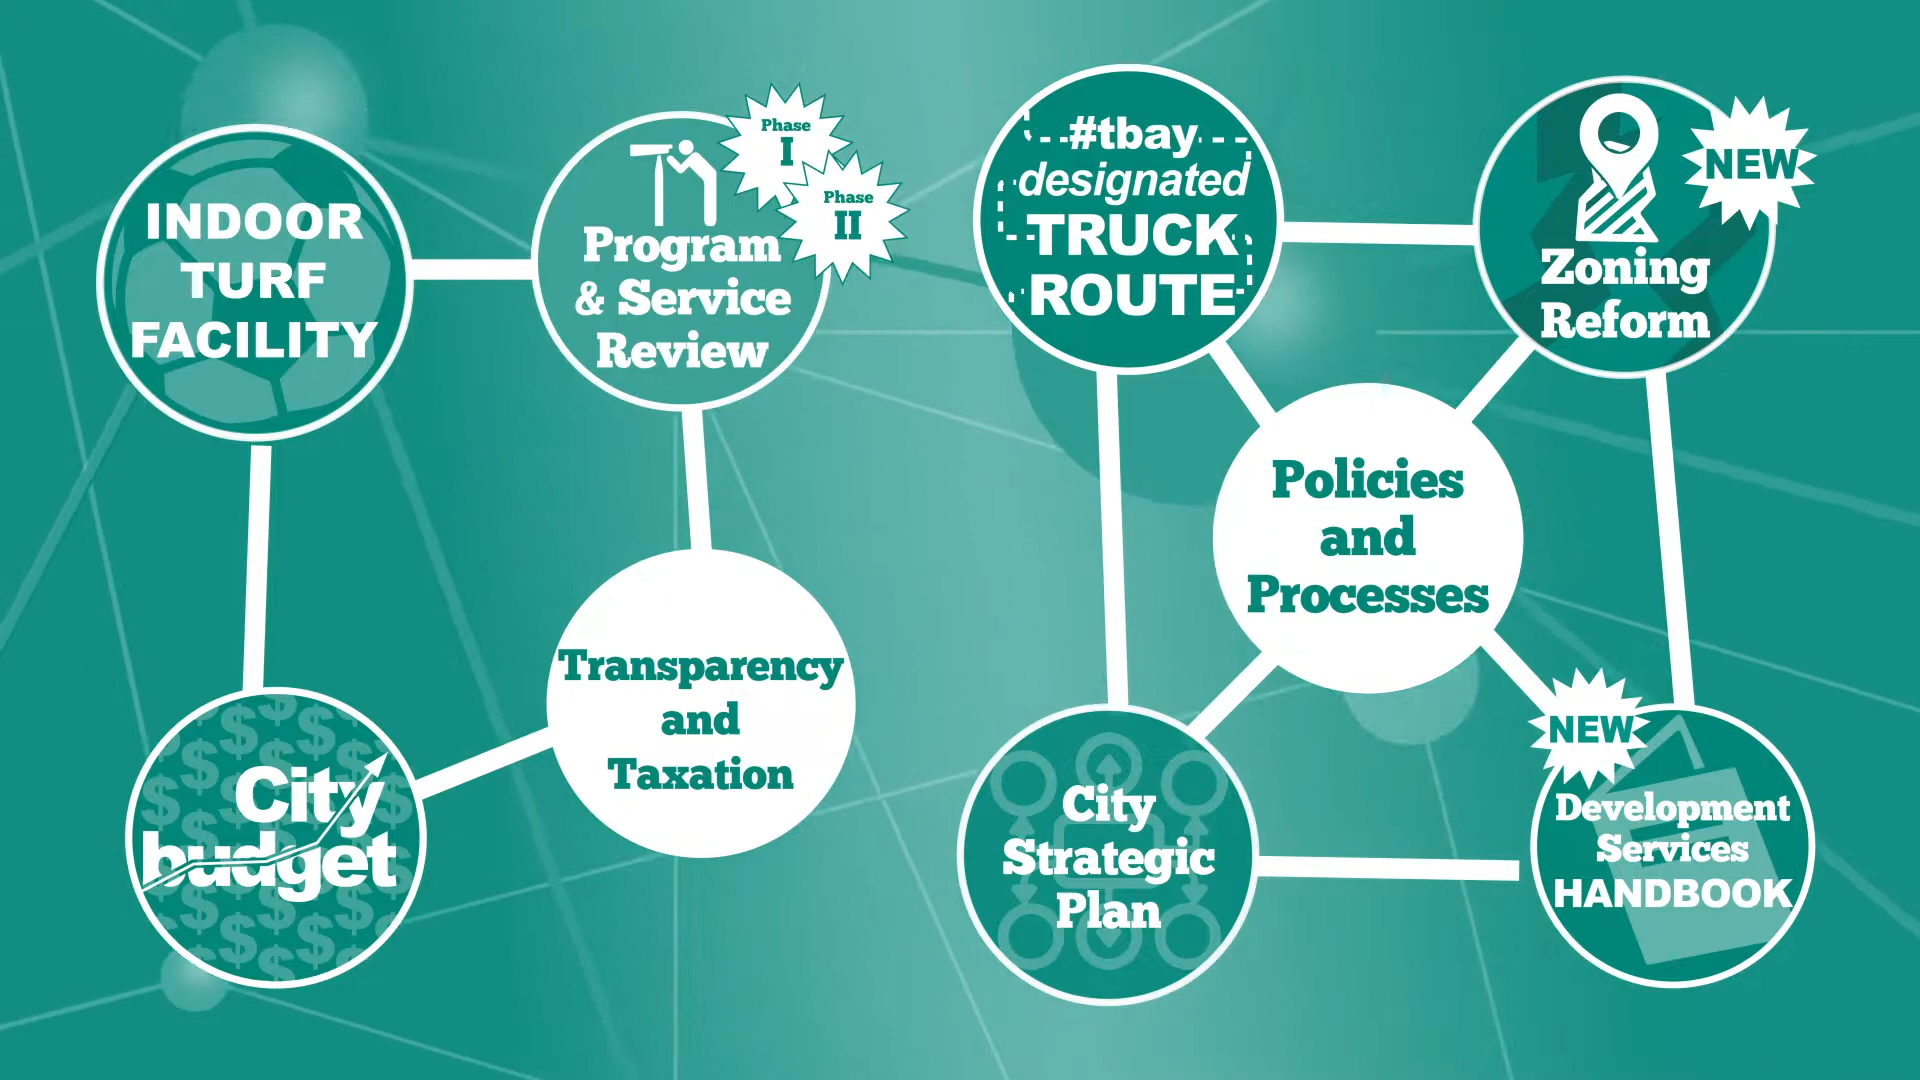 INDOOR
TURF
FACILITY
Phase
I
Phase
II
Program
& Service
Review
#tbay
designated
TRUCK
ROUTE
NEW
Zoning
Reform
Policies
and
Processes
Transparency
and
Taxation
City
budget
City
Strategic
Plan
NEW
Development
Services
HANDBOOK